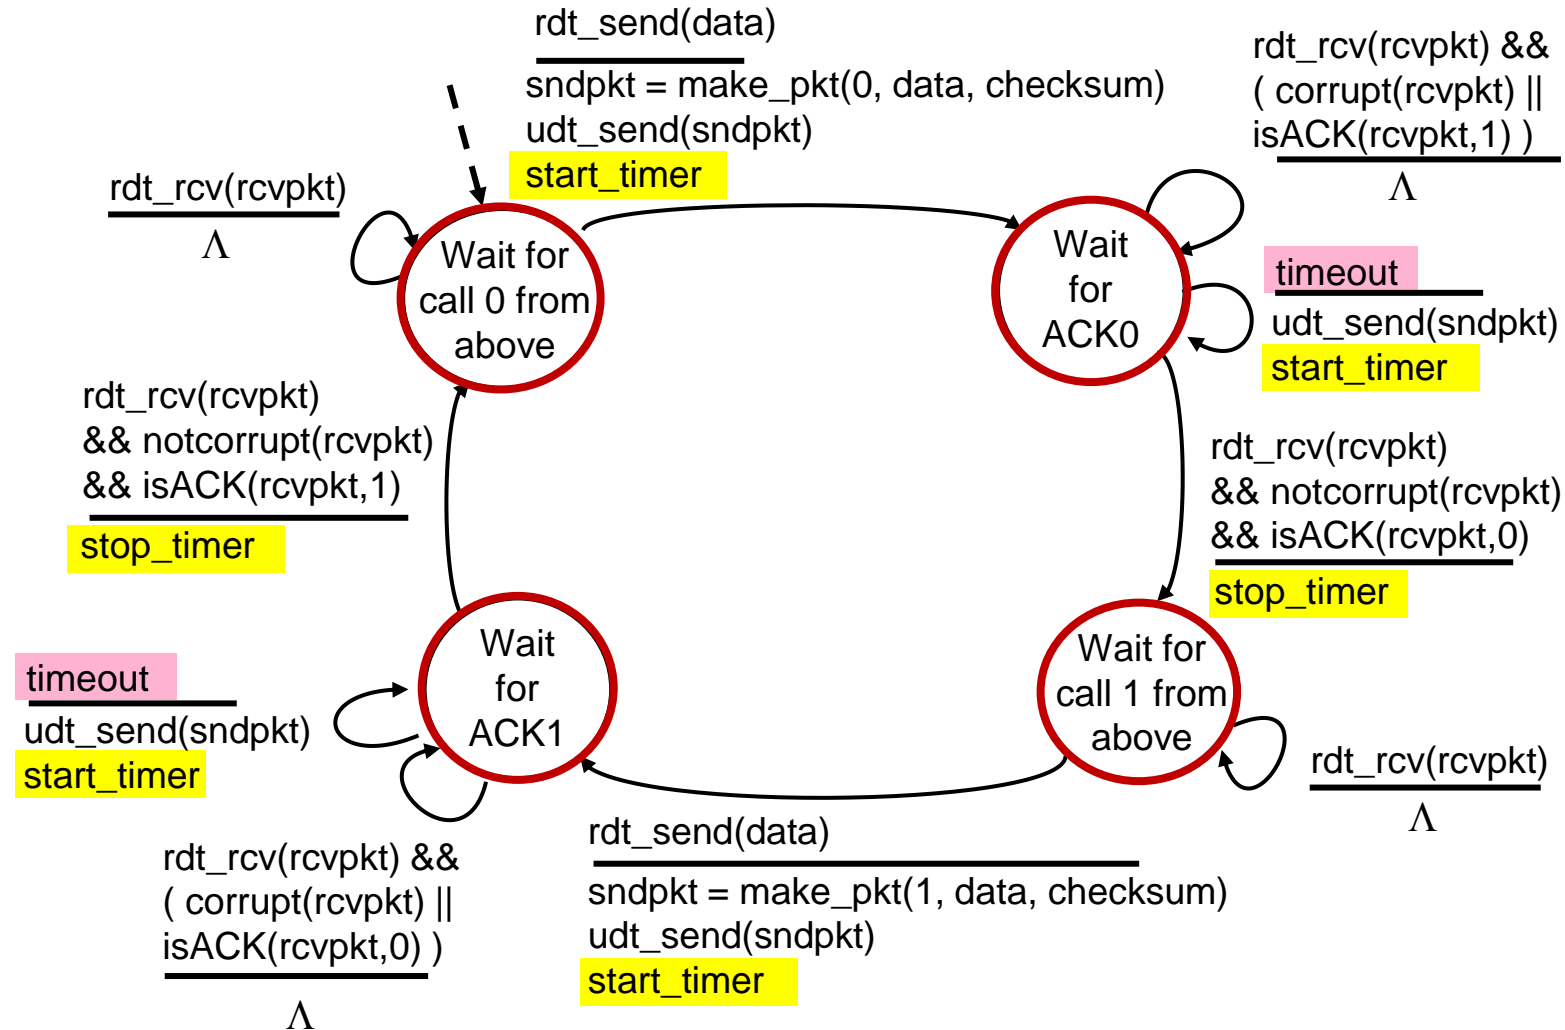 rdt_send(data)
sndpkt = make_pkt(0, data, checksum)
udt_send(sndpkt)
start_timer
rdt_rcv(rcvpkt) &&
( corrupt(rcvpkt) ||
isACK(rcvpkt,1) )
Λ
rdt_rcv(rcvpkt)
Λ
Wait for
call 0 from
above
Wait
for
ACK0
timeout
udt_send(sndpkt)
start_timer
rdt_rcv(rcvpkt)
&& notcorrupt(rcvpkt)
&& isACK(rcvpkt,1)
stop_timer
rdt_rcv(rcvpkt)
&& notcorrupt(rcvpkt)
&& isACK(rcvpkt,0)
stop_timer
timeout
udt_send(sndpkt)
start_timer
Wait
for
ACK1
Wait for
call 1 from
above
rdt_rcv(rcvpkt)
Λ
rdt_rcv(rcvpkt) &&
( corrupt(rcvpkt) ||
isACK(rcvpkt,0) )
Λ
rdt_send(data)
sndpkt = make_pkt(1, data, checksum)
udt_send(sndpkt)
start_timer